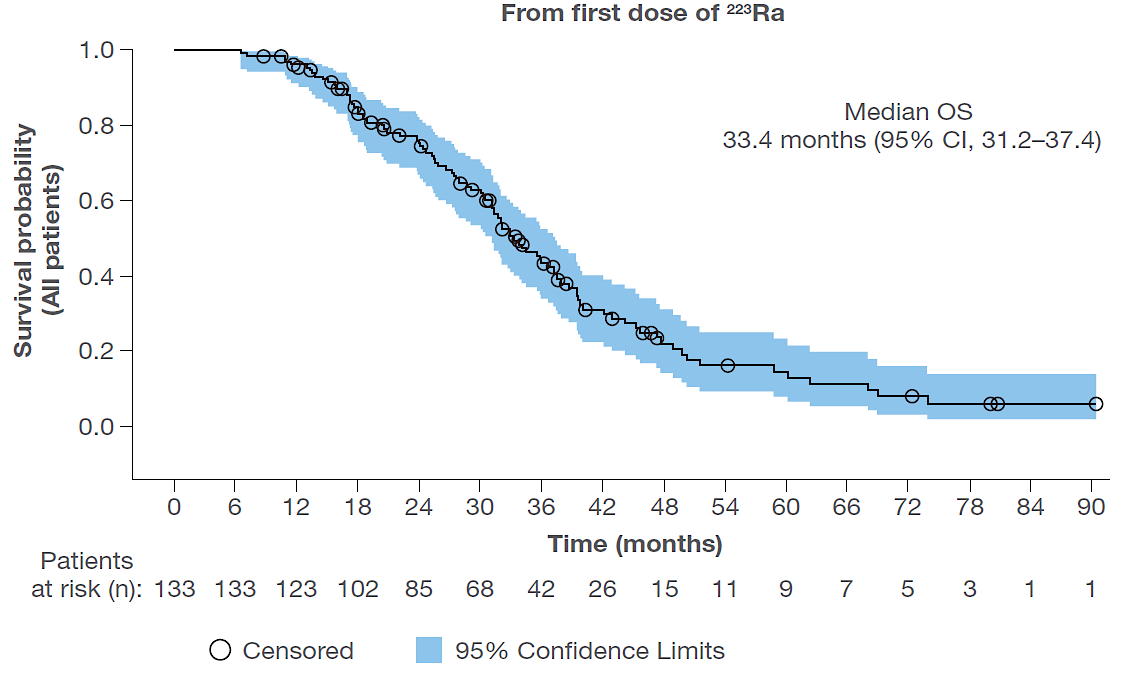 From first dose of ²²³Ra
Survival probability
(All patients)
1.0
0.8
0.6
0.4
0.2
0.0
Median OS
33.4 months (95% CI, 31.2–37.4)
0 6 12 18 24 30 36 42 48 54 60 66 72 78 84 90
Time (months)
Patients
at risk (n): 133 133 123 102 85 68 42 26 15 11 9 7 5 3 1 1
Censored 95% Confidence Limits